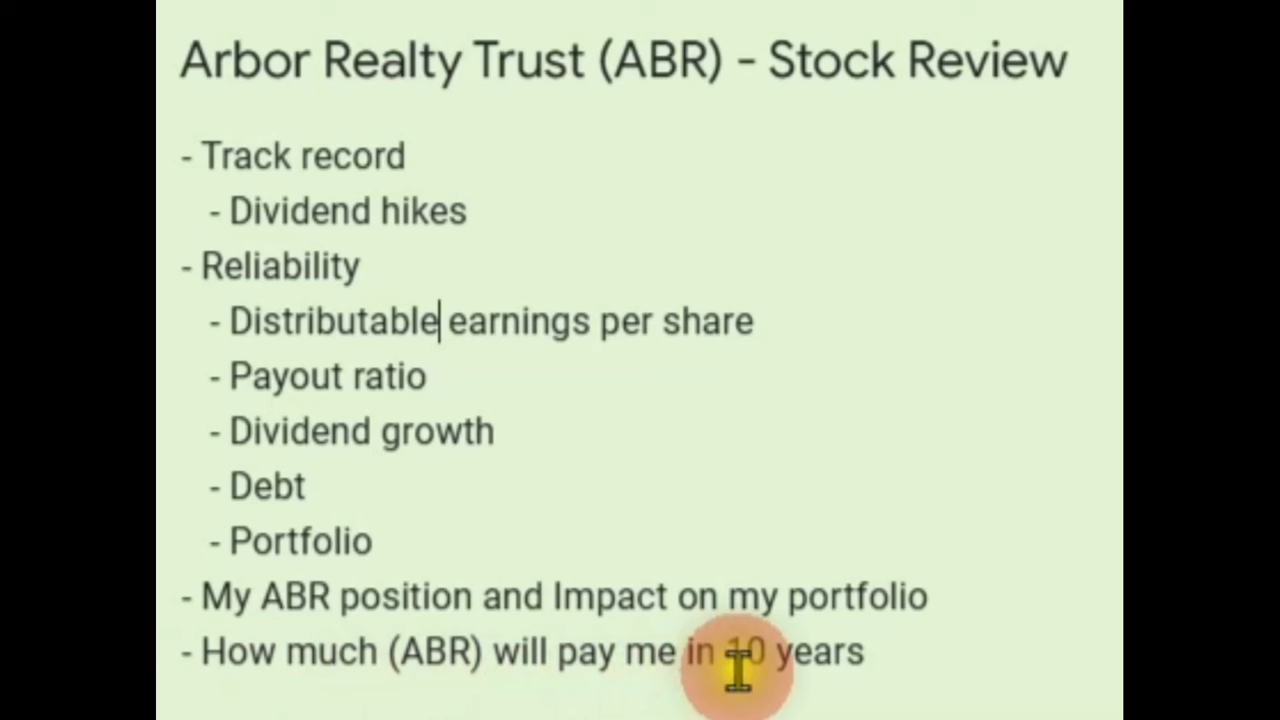 Arbor Realty Trust (ABR) - Stock Review
- Track record
- Dividend hikes
- Reliability
- Distributable earnings per share
- Payout ratio
- Dividend growth
- Debt
- Portfolio
- My ABR position and Impact on my portfolio
- How much (ABR) will pay me in 10 years